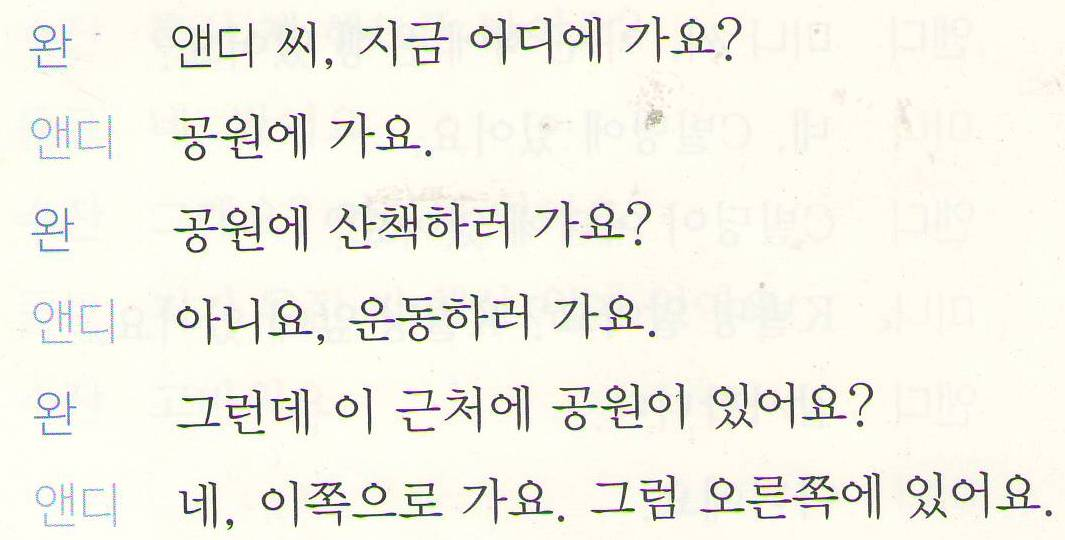 완 앤디 씨, 지금 어디에 가요?
앤디 공원에 가요.
완 공원에 산책하러 가요?
앤디 아니요, 운동하러 가요.
완 그런데 이 근처에 공원이 있어요?
앤디 네, 이쪽으로 가요. 그럼 오른쪽에 있어요.